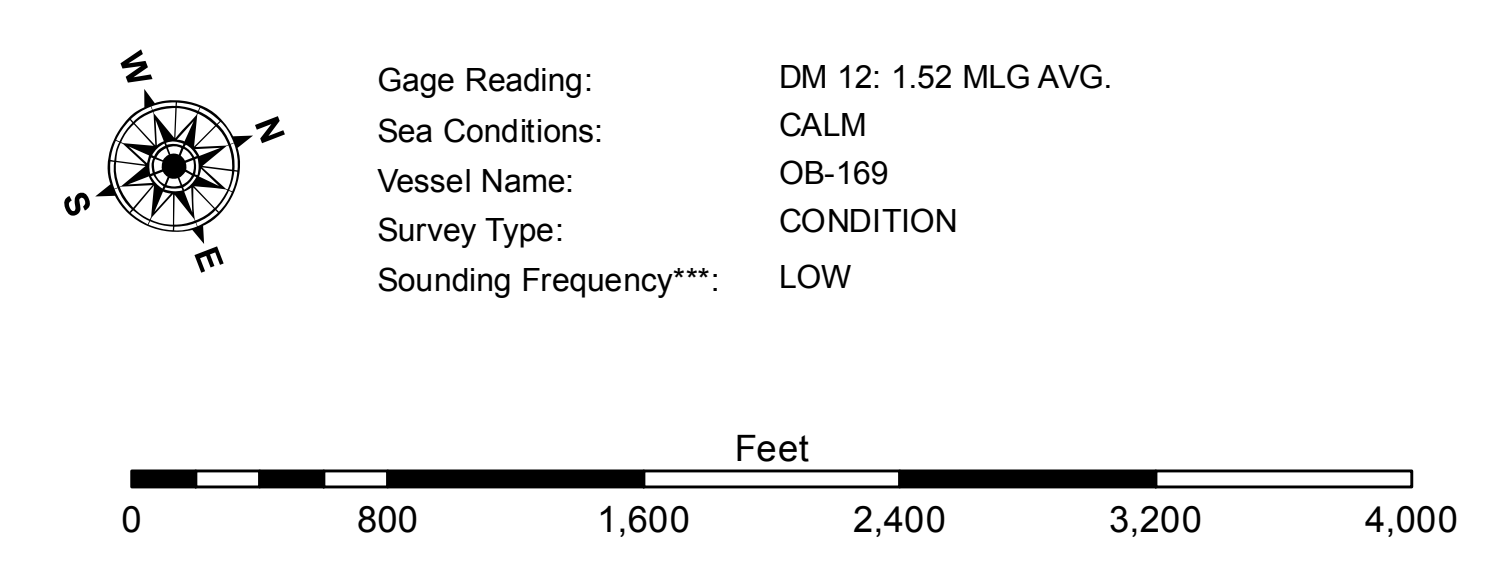 W
N
S
E
Gage Reading: DM 12: 1.52 MLG AVG.
Sea Conditions: CALM
Vessel Name: OB-169
Survey Type: CONDITION
Sounding Frequency***: LOW
Feet
0 800 1,600 2,400 3,200 4,000